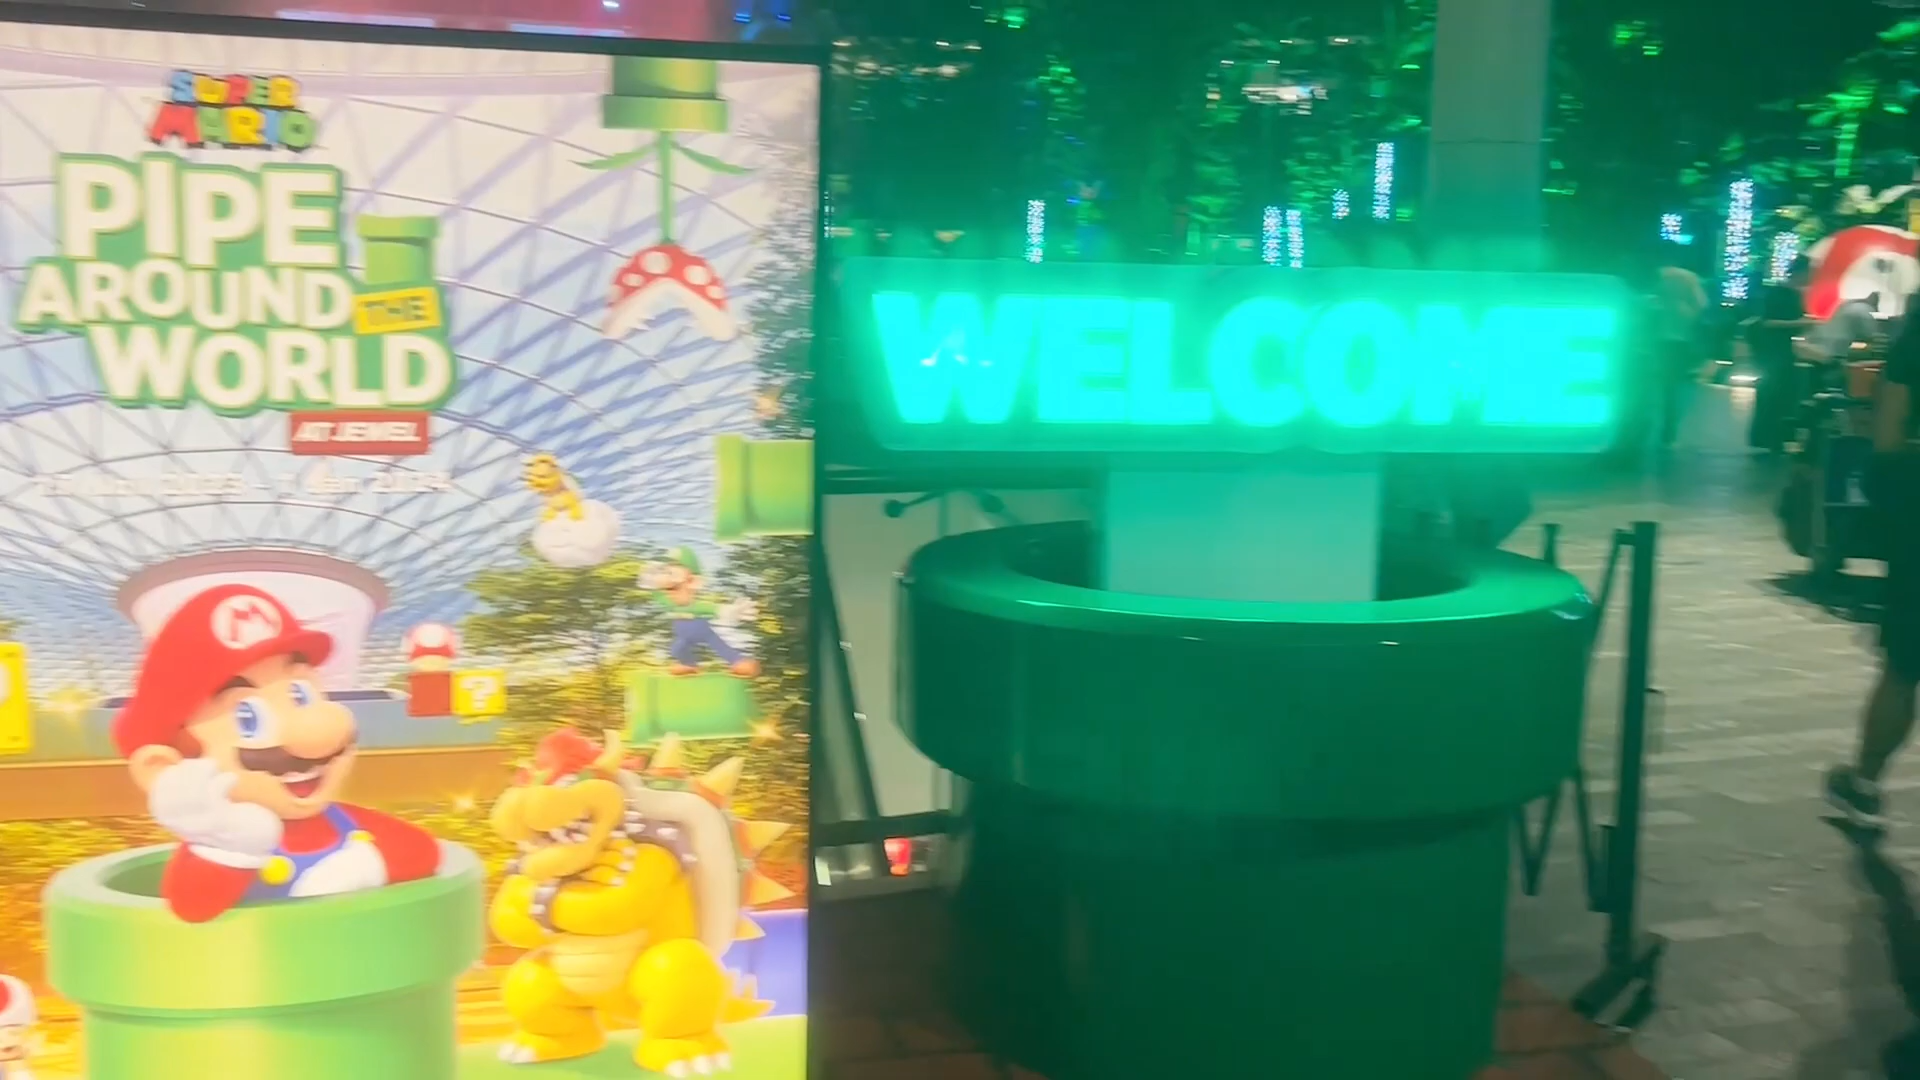 SUPER
MARIO
PIPE
AROUND THE
WORLD
AT JEWEL
WELCOME
M
?